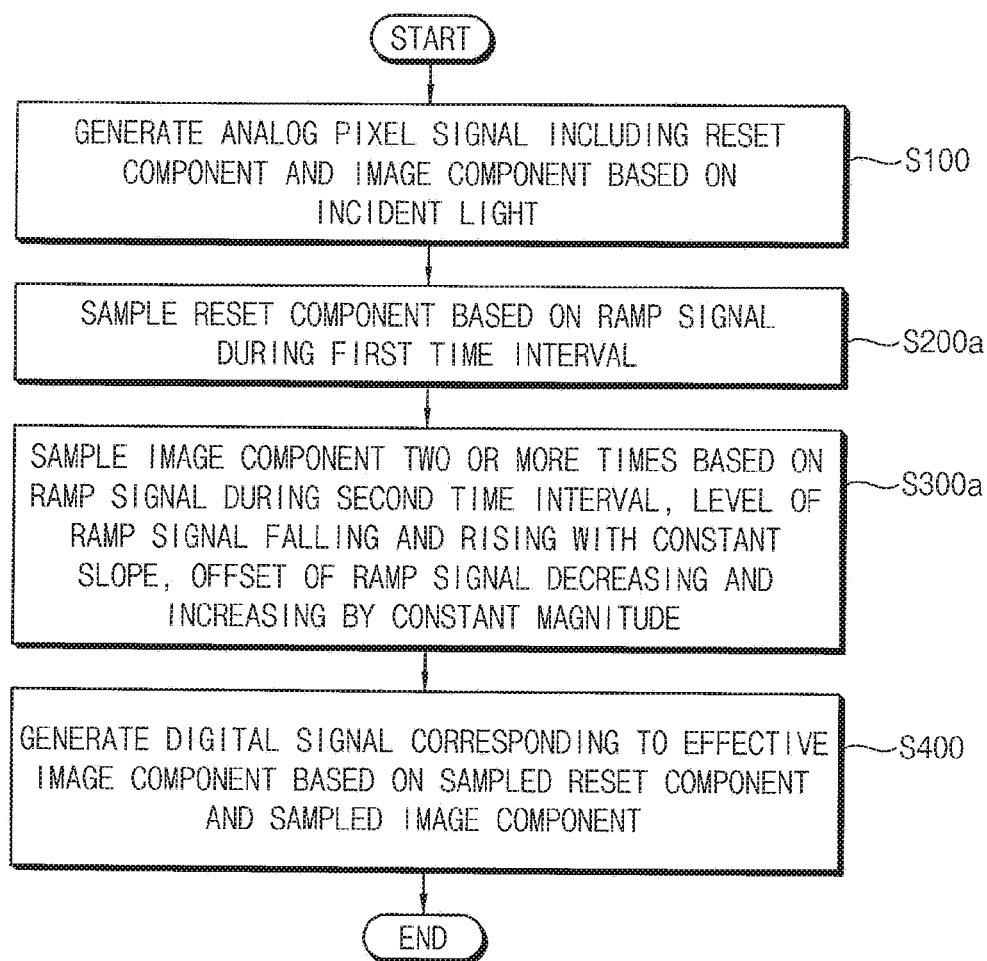 START
GENERATE ANALOG PIXEL SIGNAL INCLUDING RESET
COMPONENT AND IMAGE COMPONENT BASED ON
INCIDENT LIGHT
S100
SAMPLE RESET COMPONENT BASED ON RAMP SIGNAL
DURING FIRST TIME INTERVAL
S200a
SAMPLE IMAGE COMPONENT TWO OR MORE TIMES BASED ON
RAMP SIGNAL DURING SECOND TIME INTERVAL, LEVEL OF
RAMP SIGNAL FALLING AND RISING WITH CONSTANT
SLOPE, OFFSET OF RAMP SIGNAL DECREASING AND
INCREASING BY CONSTANT MAGNITUDE
S300a
GENERATE DIGITAL SIGNAL CORRESPONDING TO EFFECTIVE
IMAGE COMPONENT BASED ON SAMPLED RESET COMPONENT
AND SAMPLED IMAGE COMPONENT
S400
END